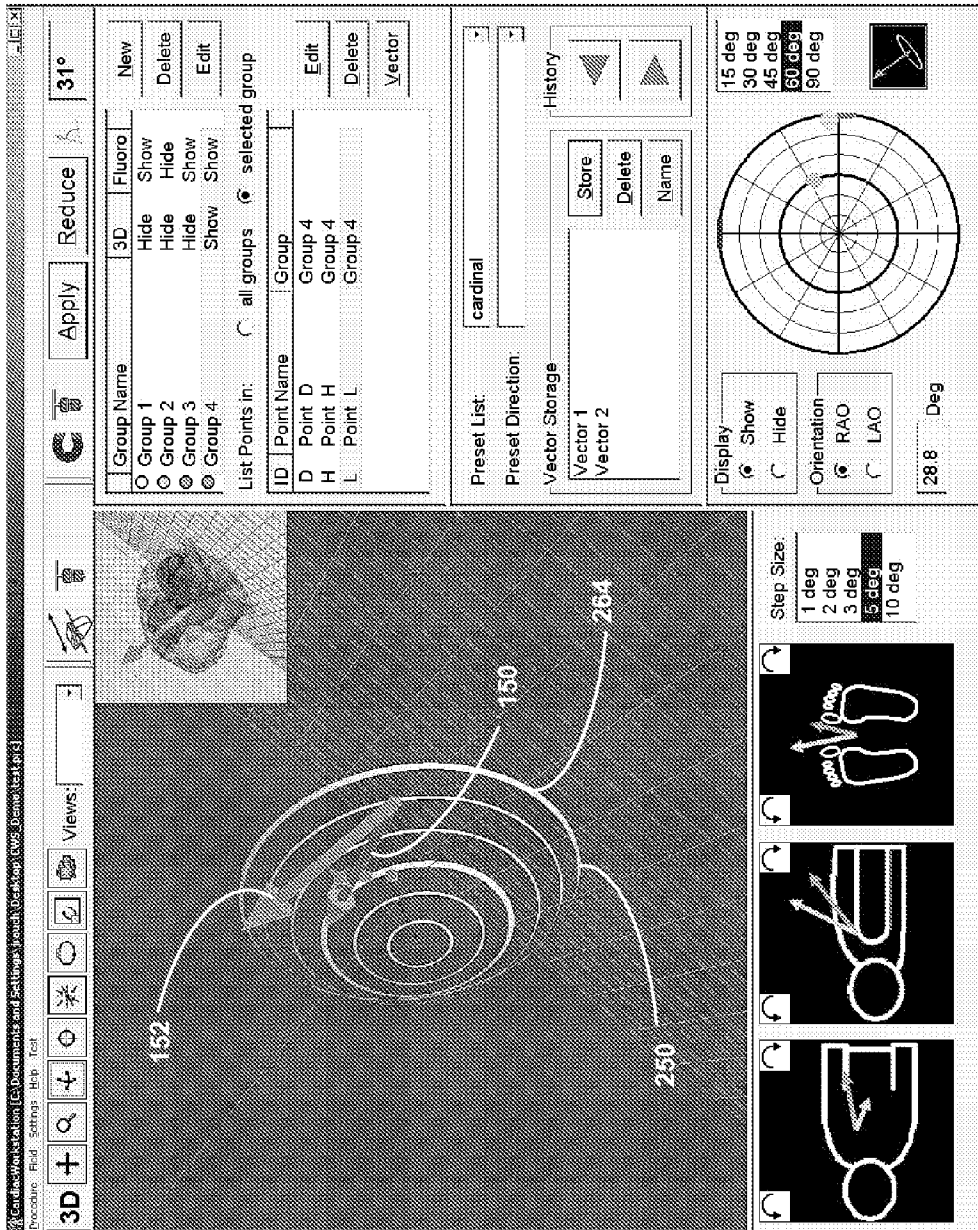 Cardiac Workstation
Procedure Field Settings Help Test
3D
Views:
Apply
Reduce
31°
Group Name 3D Fluoro
Group 1 Hide Show
Group 2 Hide Hide
Group 3 Hide Show
Group 4 Show Show
New
Delete
Edit
List Points in: all groups selected group
ID Point Name Group
D Point D Group 4
H Point H Group 4
L Point L Group 4
Edit
Delete
Vector
152
150
264
250
Preset List: cardinal
Preset Direction:
Vector Storage
Vector 1
Vector 2
Store
Delete
Name
History
Step Size:
1 deg
2 deg
3 deg
5 deg
10 deg
Display
Show
Hide
Orientation
RAO
LAO
28.8 Deg
15 deg
30 deg
45 deg
60 deg
90 deg